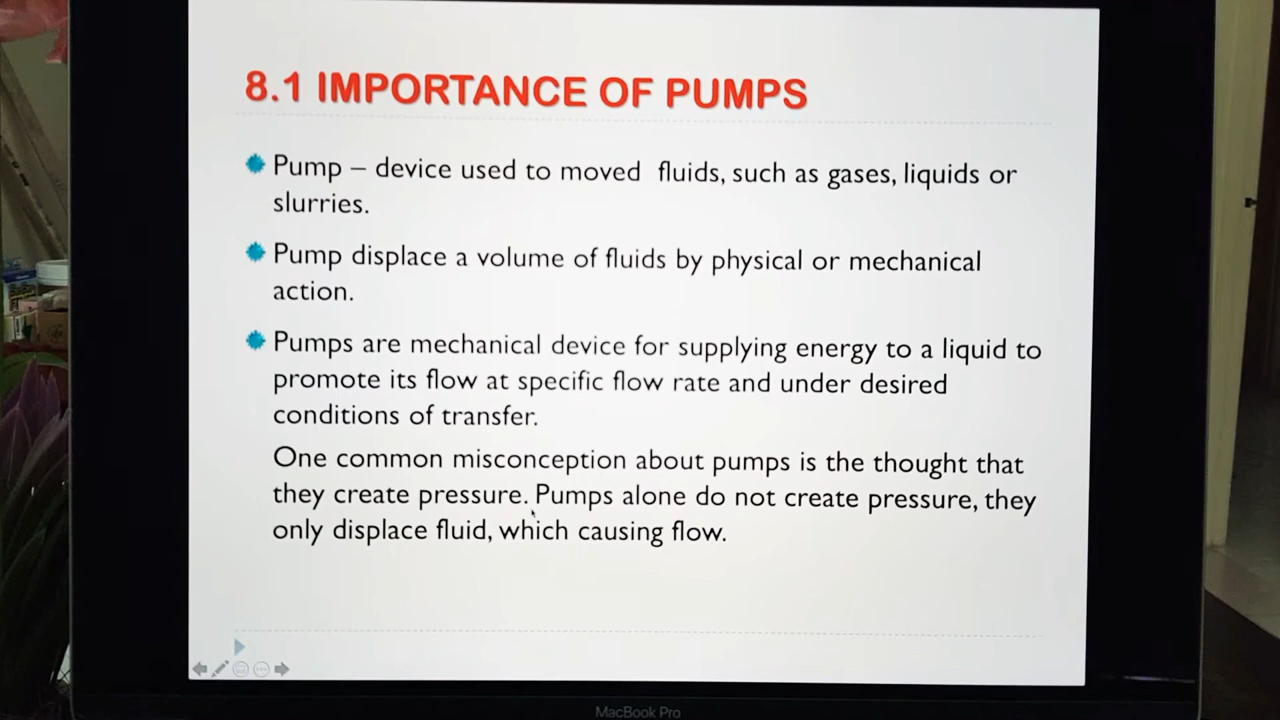 8.1 IMPORTANCE OF PUMPS
Pump – device used to moved fluids, such as gases, liquids or
slurries.
Pump displace a volume of fluids by physical or mechanical
action.
Pumps are mechanical device for supplying energy to a liquid to
promote its flow at specific flow rate and under desired
conditions of transfer.
One common misconception about pumps is the thought that
they create pressure. Pumps alone do not create pressure, they
only displace fluid, which causing flow.
MacBook Pro